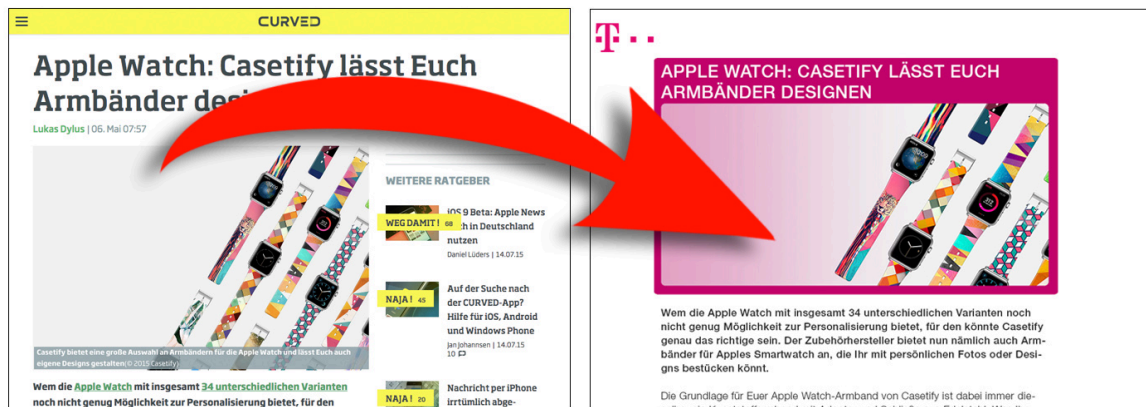 CURVED
Apple Watch: Casetify lässt Euch
Armbänder
Lukas Dylus | 06. Mai 07:57
Casetify bietet eine große Auswahl an Armbändern für die Apple Watch und lässt Euch auch
eigene Designs gestalten(© 2015 Casetify)
Wem die Apple Watch mit insgesamt 34 unterschiedlichen Varianten
noch nicht genug Möglichkeit zur Personalisierung bietet, für den
WEITERE RATGEBER
WEG DAMIT! 68
iOS 9 Beta: Apple News
in Deutschland
nutzen
Daniel Lüders | 14.07.15
NAJA! 45
Auf der Suche nach
der CURVED-App?
Hilfe für iOS, Android
und Windows Phone
Jan Johannsen | 14.07.15
10
NAJA! 20
Nachricht per iPhone
irrtümlich abge-
T
APPLE WATCH: CASETIFY LÄSST EUCH
ARMBÄNDER DESIGNEN
Wem die Apple Watch mit insgesamt 34 unterschiedlichen Varianten noch
nicht genug Möglichkeit zur Personalisierung bietet, für den könnte Casetify
genau das richtige sein. Der Zubehörhersteller bietet nun nämlich auch Arm-
bänder für Apples Smartwatch an, die Ihr mit persönlichen Fotos oder Desi-
gns bestücken könnt.
Die Grundlage für Euer Apple Watch-Armband von Casetify ist dabei immer die-